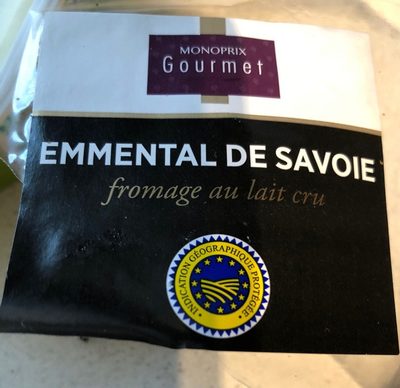 MONOPRIX
Gourmet
EMMENTAL DE SAVOIE
fromage au lait cru
INDICATION GÉOGRAPHIQUE PROTÉGÉE